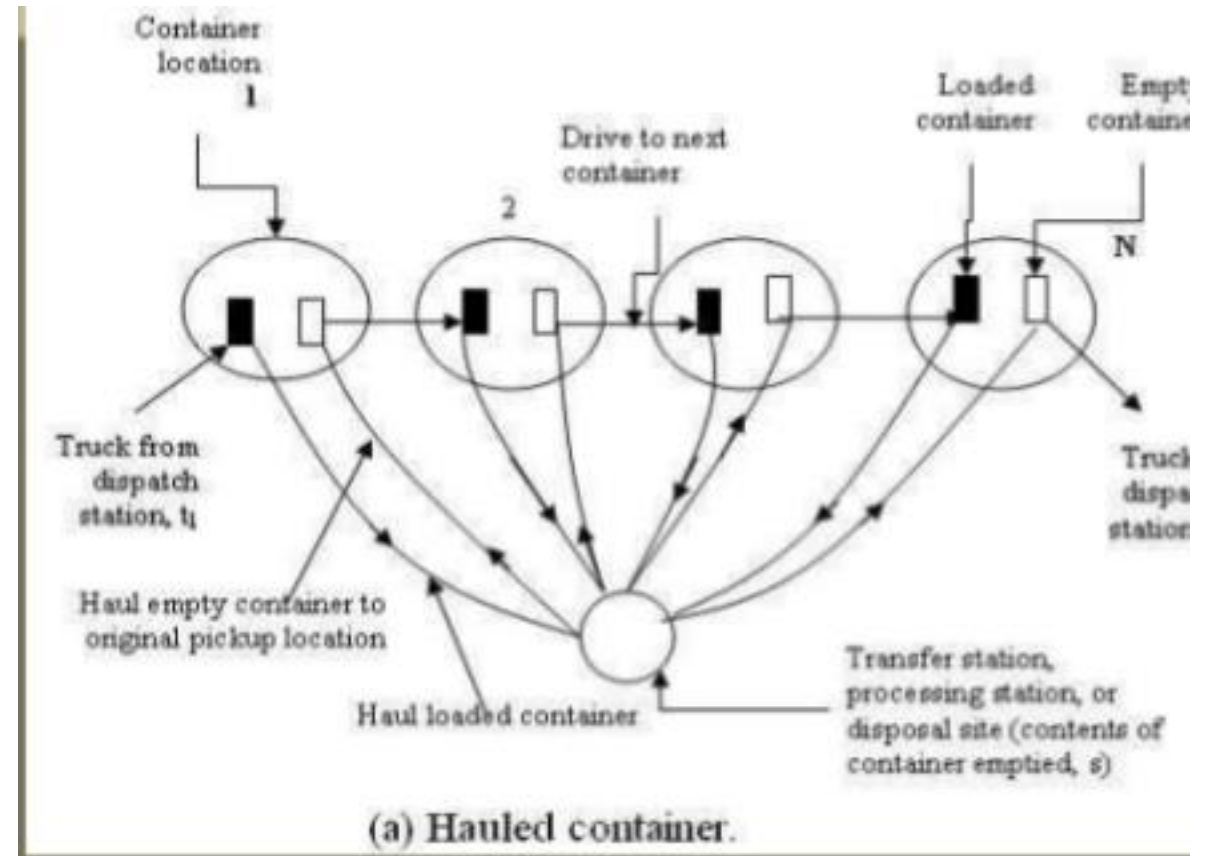 Container
location
1
Loaded
container
Drive to next
container
2
N
Truck from
dispatch
station, t₁
Haul empty container to
original pickup location
Haul loaded container
Transfer station,
processing station, or
disposal site (contents of
container emptied, s)
(a) Hauled container.